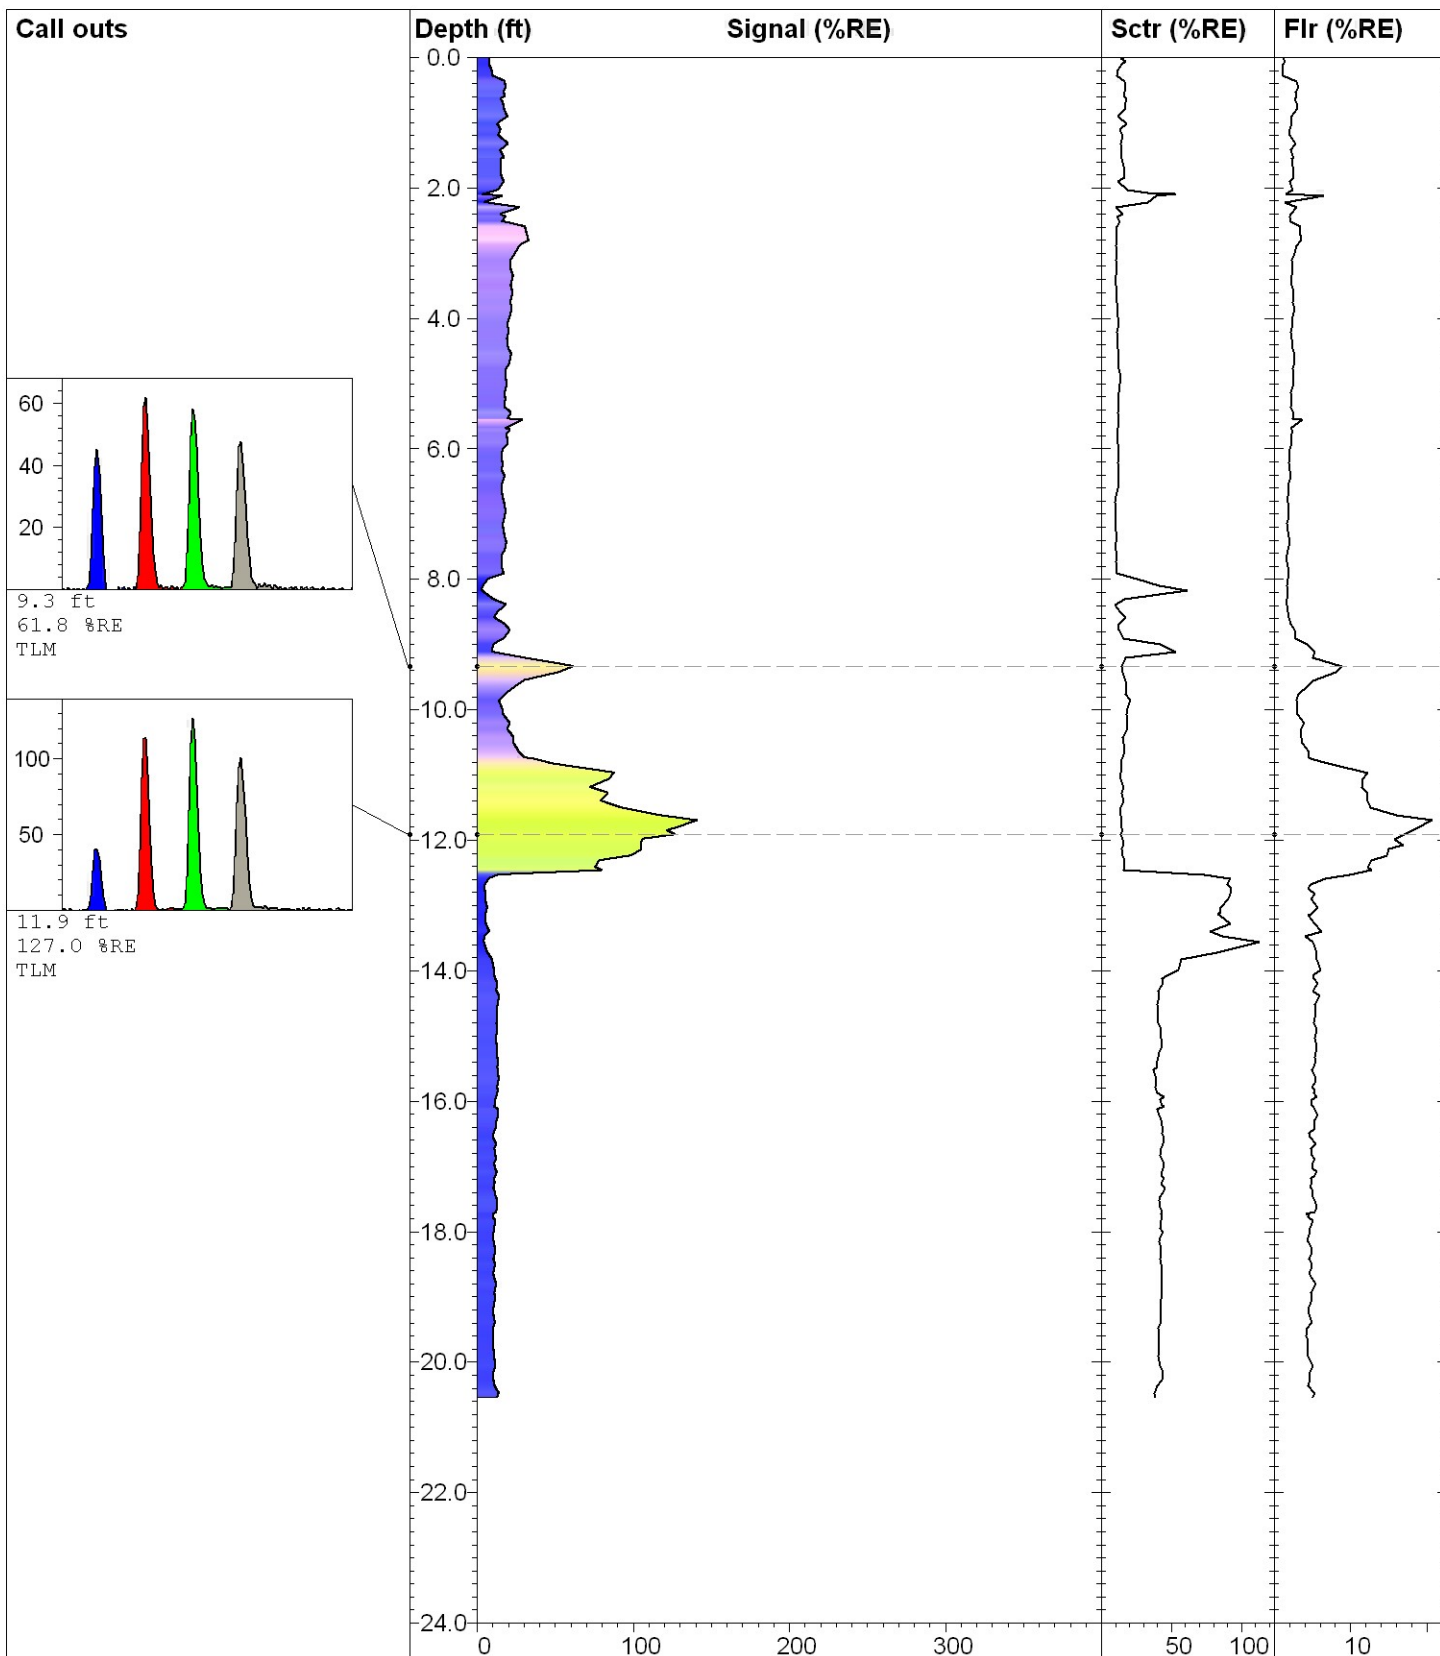 Call outs
Depth (ft)
Signal (%RE)
Sctr (%RE)
Flr (%RE)
0.0
2.0
4.0
6.0
8.0
10.0
12.0
14.0
16.0
18.0
20.0
22.0
24.0
60
40
20
9.3 ft
61.8 %RE
TLM
100
50
11.9 ft
127.0 %RE
TLM
0 100 200 300
50 100
10